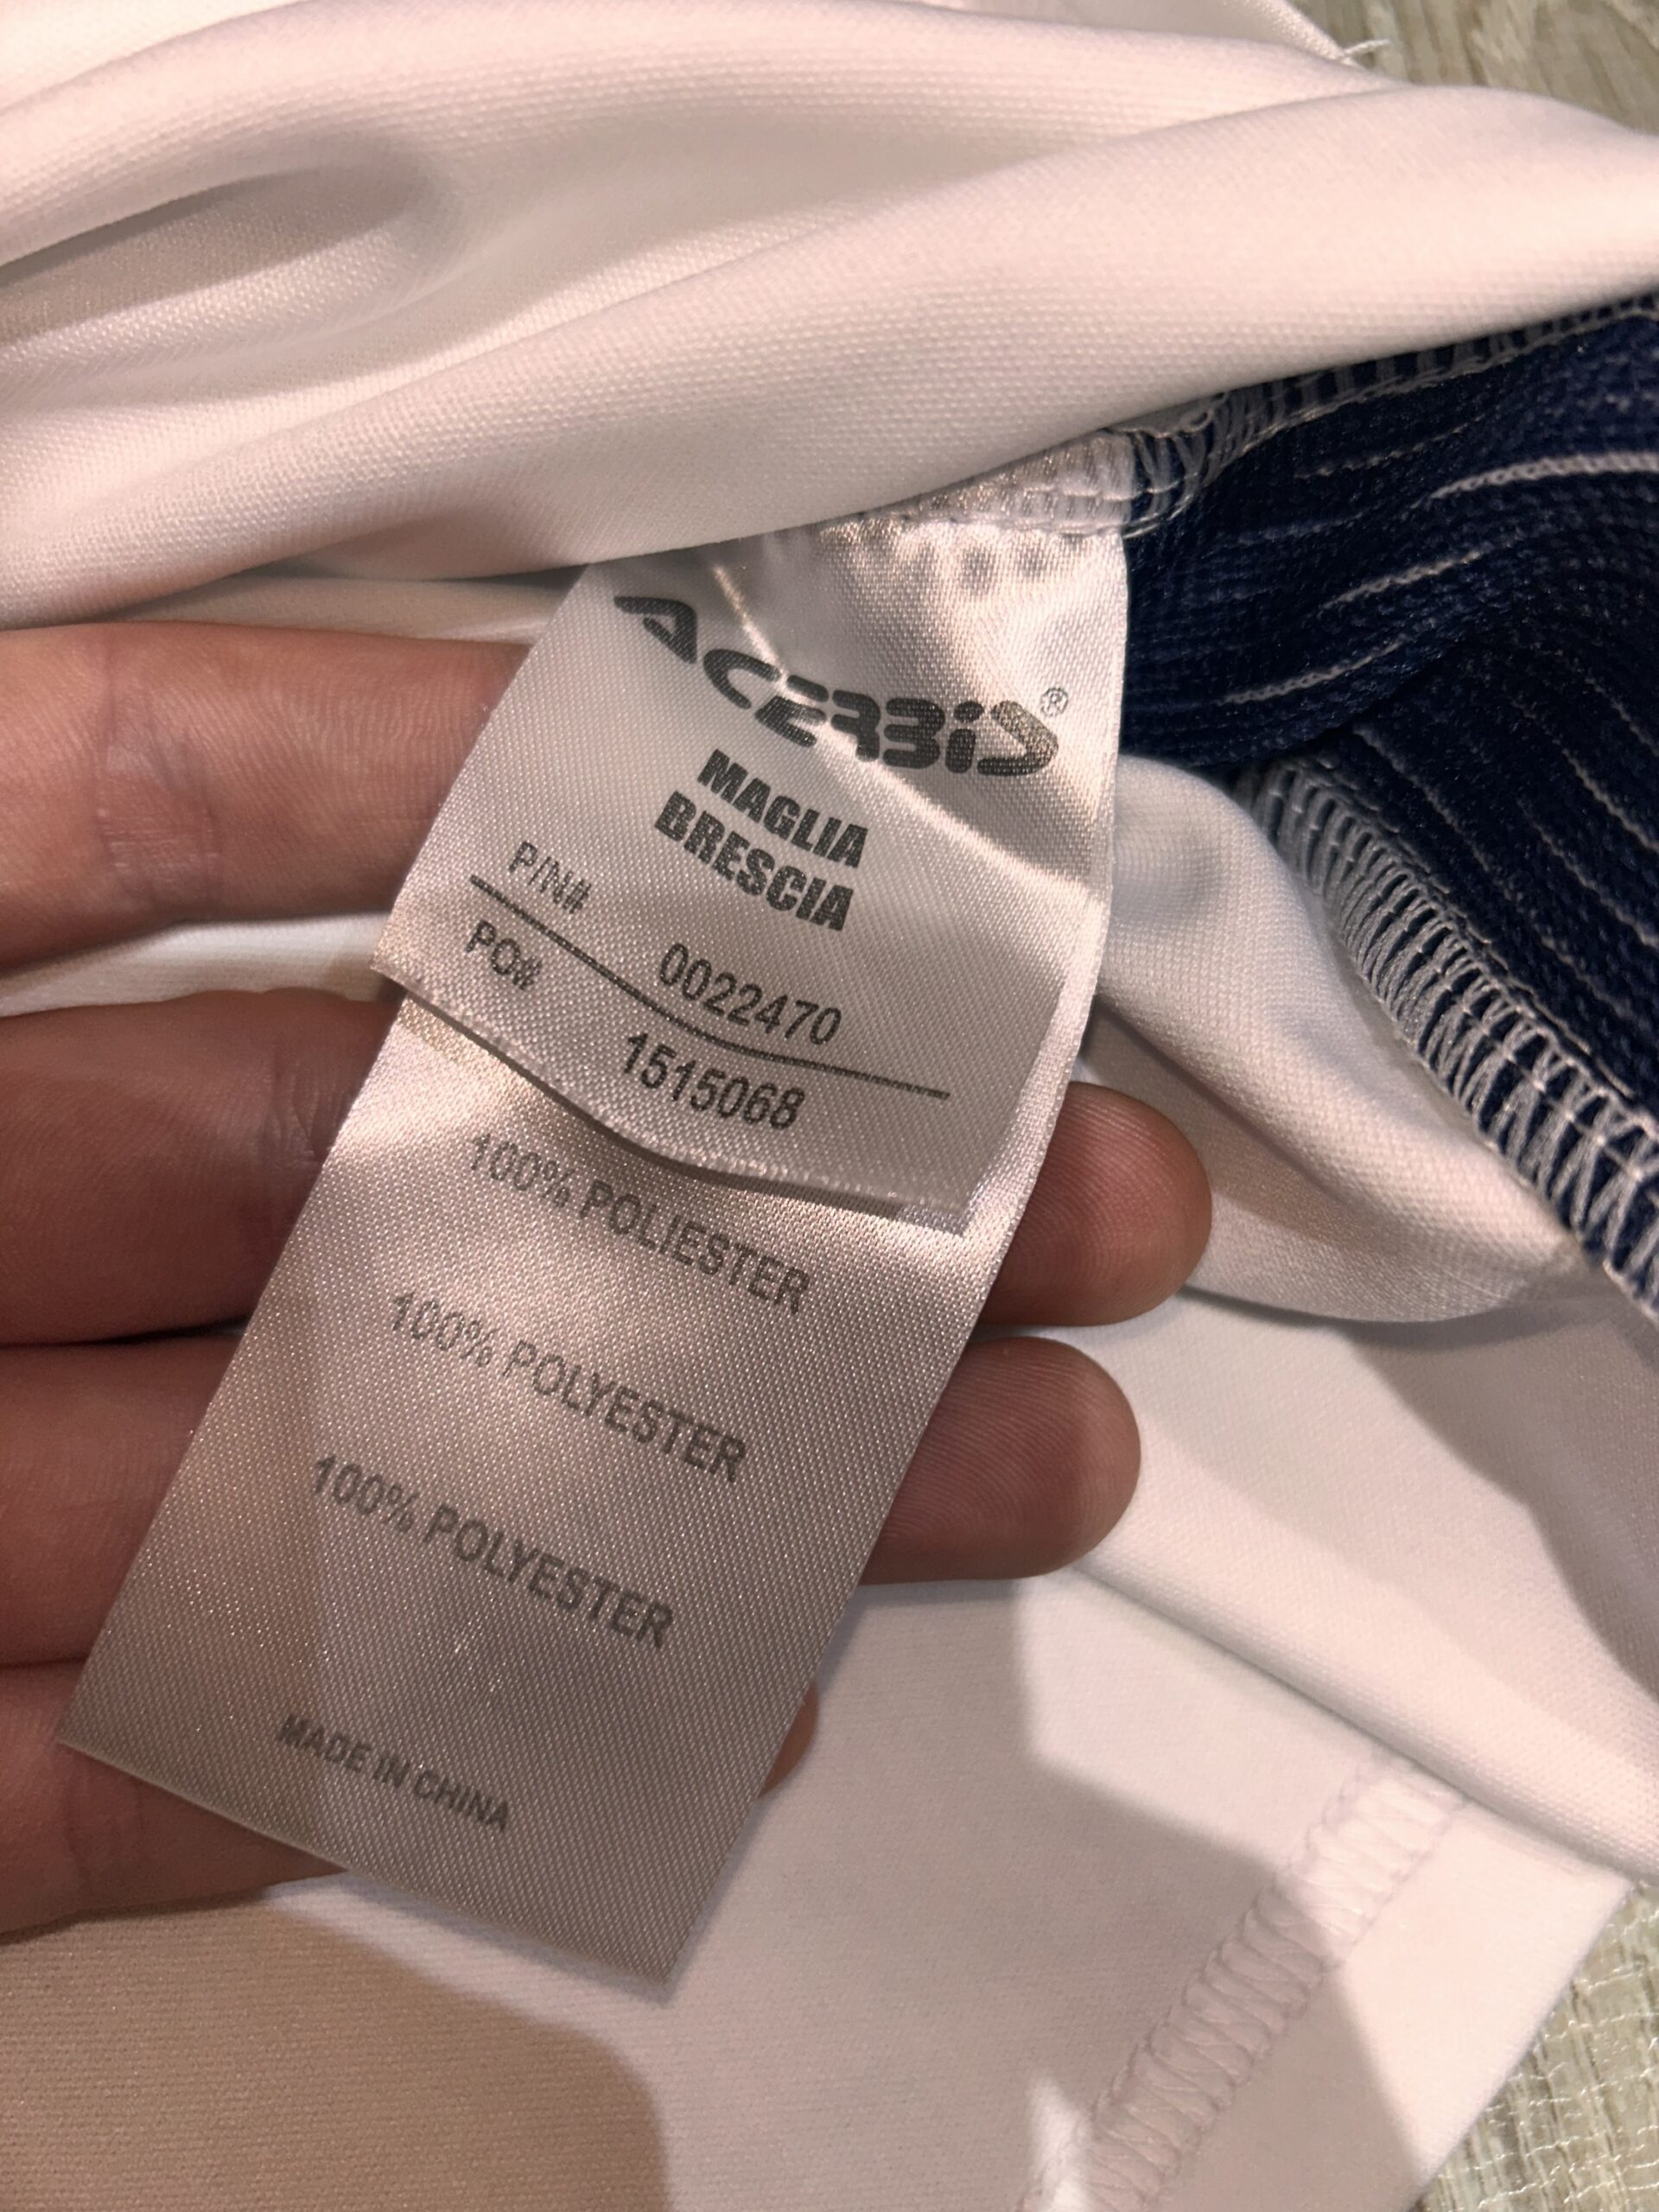 ACERBIS®
MAGLIA
BRESCIA
P/N# 0022470
PO# 1515068
100% POLIESTER
100% POLYESTER
100% POLYESTER
MADE IN CHINA